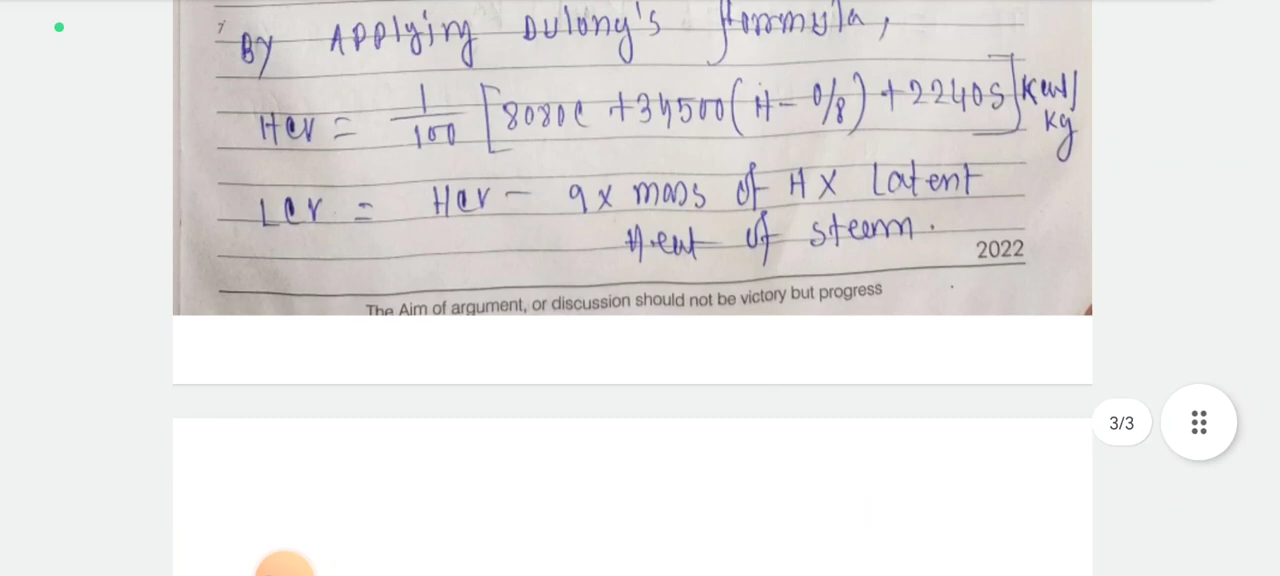 By Applying Dulong's formula,
HCV = 1/100 [8080C + 34500(H - O/8) + 2240S] Kcal/kg
LCV = HCV - 9 x mass of H X Latent
Heat of steem.
2022
The Aim of argument, or discussion should not be victory but progress
3/3